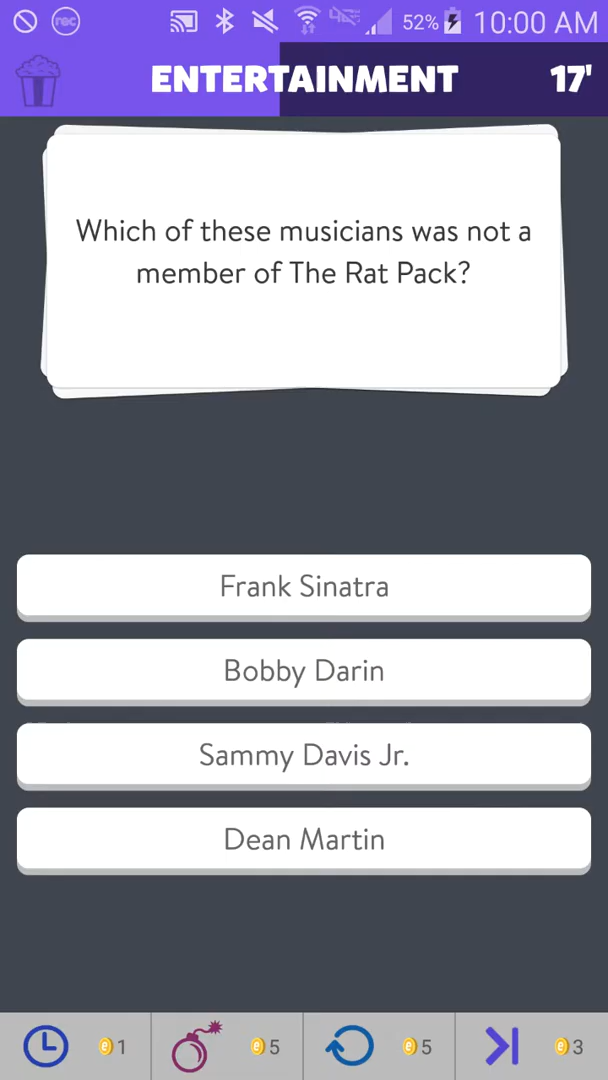 rec 52% 10:00 AM
ENTERTAINMENT 17'
Which of these musicians was not a
member of The Rat Pack?
Frank Sinatra
Bobby Darin
Sammy Davis Jr.
Dean Martin
1 5 5 3